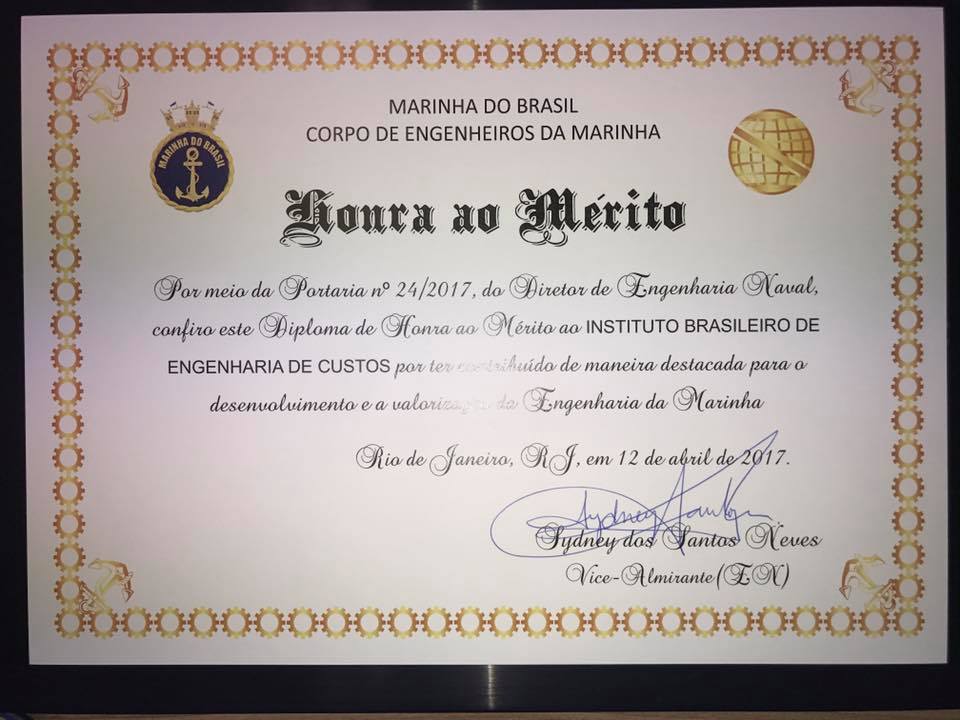 MARINHA DO BRASIL
CORPO DE ENGENHEIROS DA MARINHA
MARINHA DO BRASIL
Honra ao Mérito
Por meio da Portaria nº 24/2017, do Diretor de Engenharia Naval,
confiro este Diploma de Honra ao Mérito ao INSTITUTO BRASILEIRO DE
ENGENHARIA DE CUSTOS por ter contribuído de maneira destacada para o
desenvolvimento e a valorização da Engenharia da Marinha
Rio de Janeiro, RJ, em 12 de abril de 2017.
Sydney dos Santos Neves
Vice-Almirante(EN)